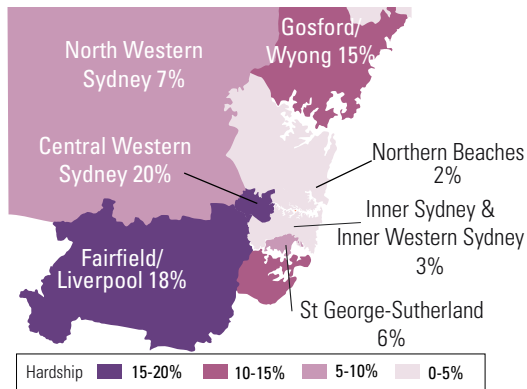 Gosford/
Wyong 15%
North Western
Sydney 7%
Central Western
Sydney 20%
Northern Beaches
2%
Inner Sydney &
Inner Western Sydney
3%
Fairfield/
Liverpool 18%
St George-Sutherland
6%
Hardship 15-20% 10-15% 5-10% 0-5%